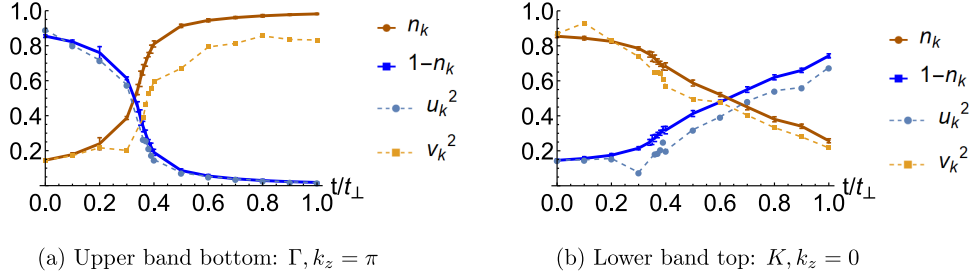 1.0
0.8
0.6
0.4
0.2
0.0 0.2 0.4 0.6 0.8 1.0
t/t⊥
n_k
1-n_k
u_k^2
v_k^2
(a) Upper band bottom: Γ, k_z = π
1.0
0.8
0.6
0.4
0.2
0.0 0.2 0.4 0.6 0.8 1.0
t/t⊥
n_k
1-n_k
u_k^2
v_k^2
(b) Lower band top: K, k_z = 0